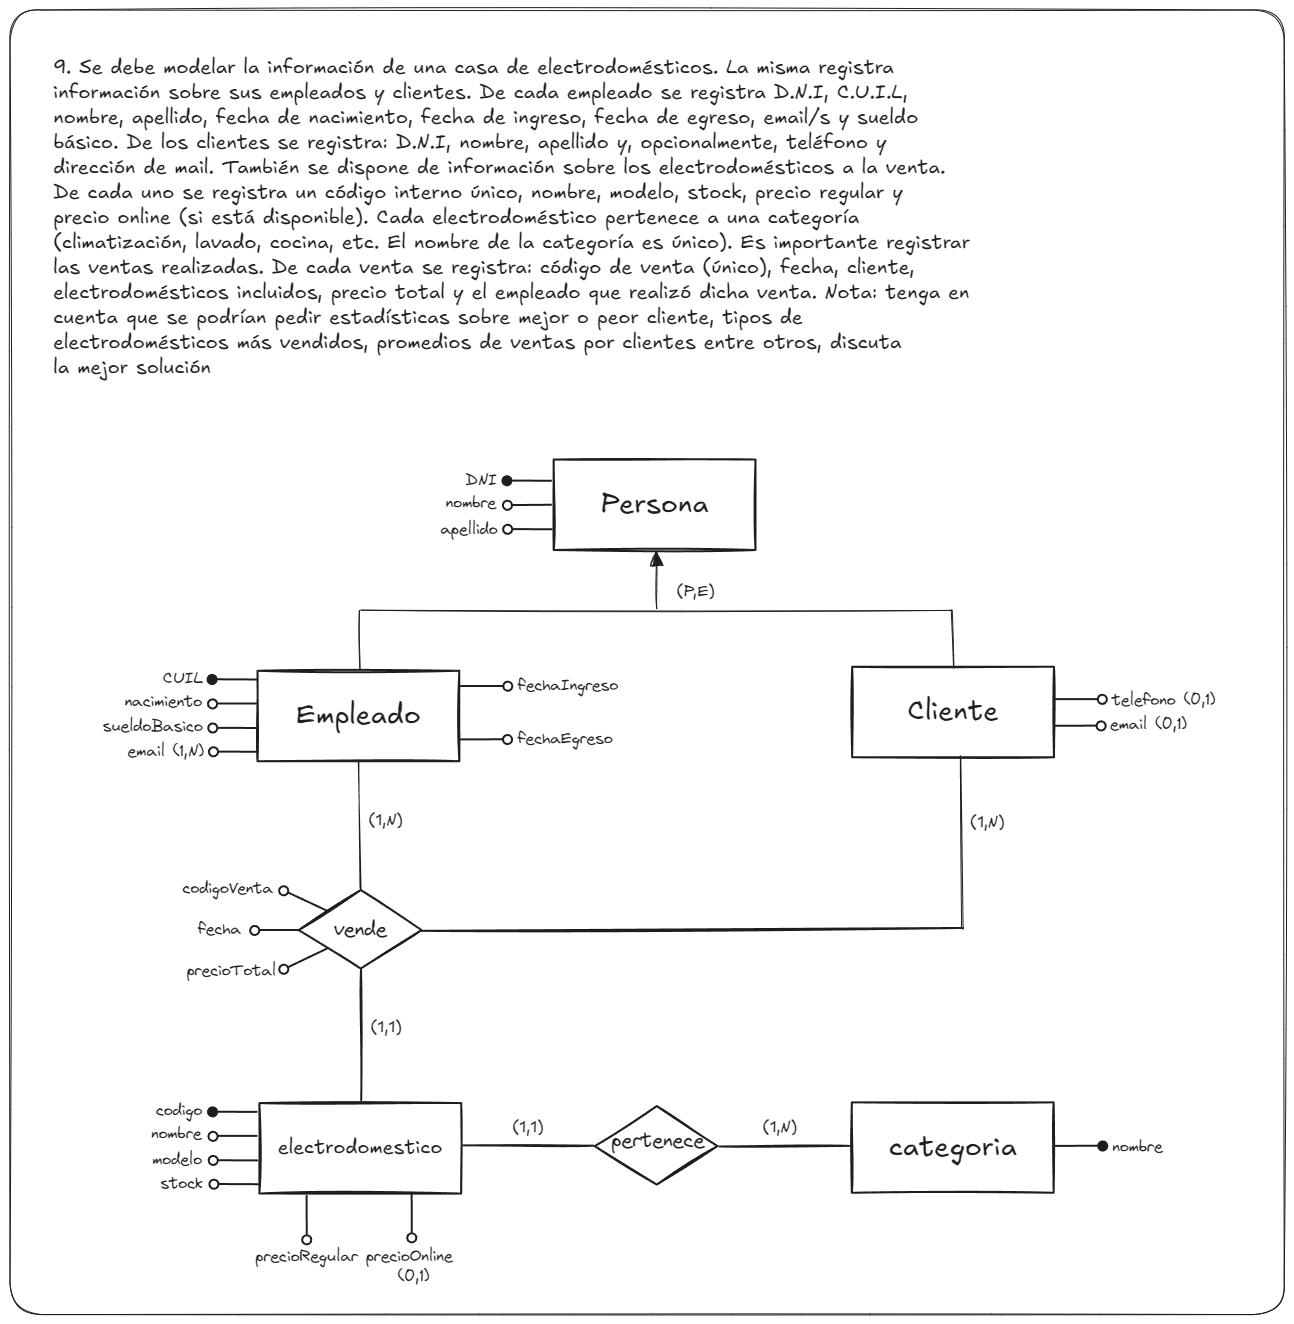 9. Se debe modelar la información de una casa de electrodomésticos. La misma registra
información sobre sus empleados y clientes. De cada empleado se registra D.N.I, C.U.I.L,
nombre, apellido, fecha de nacimiento, fecha de ingreso, fecha de egreso, email/s y sueldo
básico. De los clientes se registra: D.N.I, nombre, apellido y, opcionalmente, teléfono y
dirección de mail. También se dispone de información sobre los electrodomésticos a la venta.
De cada uno se registra un código interno único, nombre, modelo, stock, precio regular y
precio online (si está disponible). Cada electrodoméstico pertenece a una categoría
(climatización, lavado, cocina, etc. El nombre de la categoría es único). Es importante registrar
las ventas realizadas. De cada venta se registra: código de venta (único), fecha, cliente,
electrodomésticos incluidos, precio total y el empleado que realizó dicha venta. Nota: tenga en
cuenta que se podrían pedir estadísticas sobre mejor o peor cliente, tipos de
electrodomésticos más vendidos, promedios de ventas por clientes entre otros, discuta
la mejor solución
DNI
nombre
apellido
Persona
(P,E)
CUIL
nacimiento
sueldoBasico
email (1,N)
Empleado
fechaIngreso
fechaEgreso
Cliente
telefono (0,1)
email (0,1)
(1,N)
(1,N)
codigoVenta
fecha
precioTotal
vende
(1,1)
codigo
nombre
modelo
stock
electrodomestico
precioRegular
precioOnline
(0,1)
(1,1)
pertenece
(1,N)
categoria
nombre